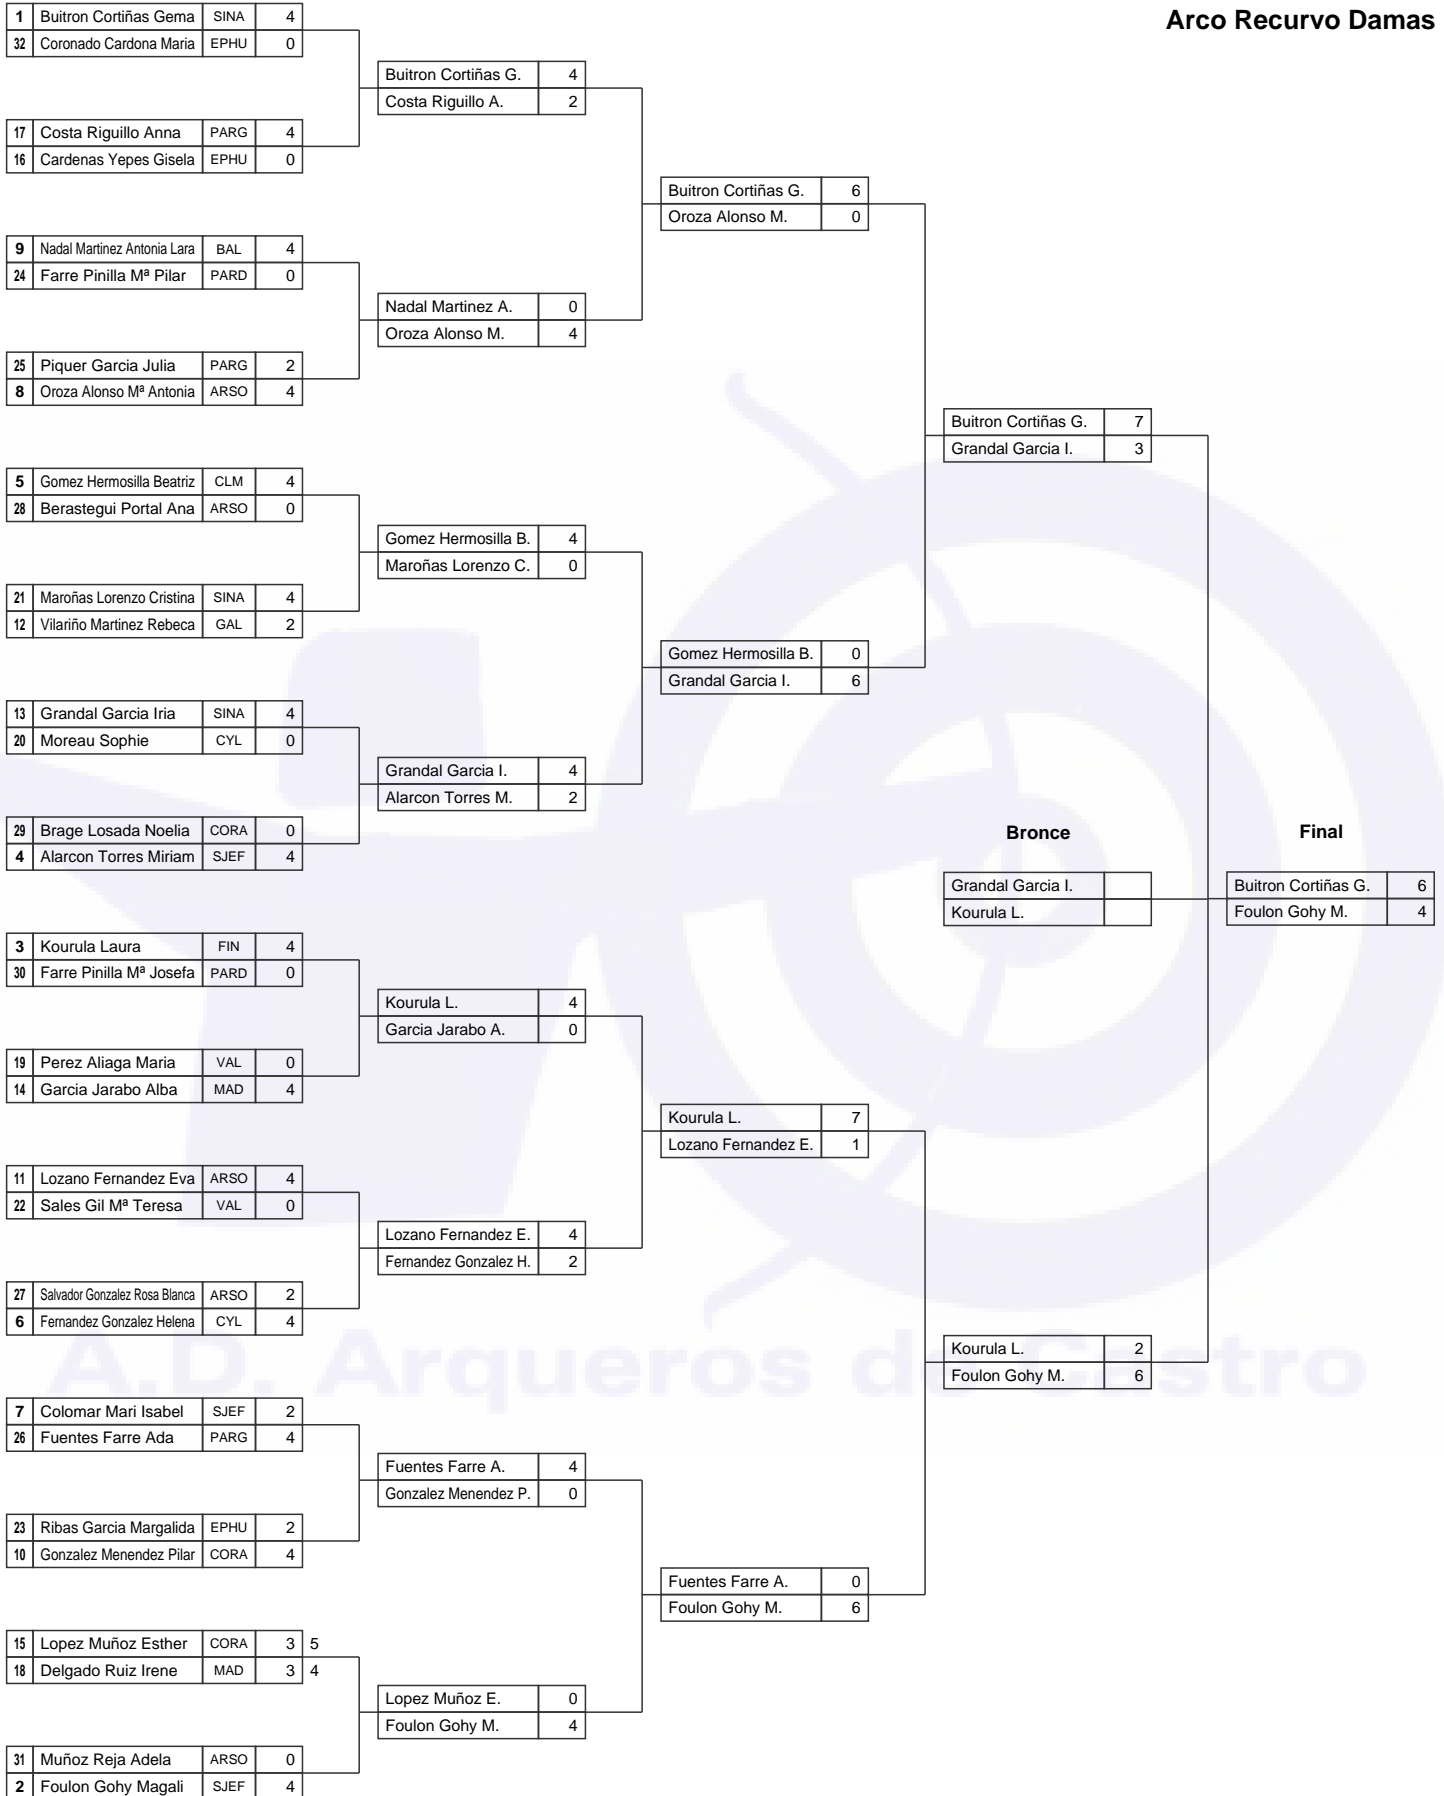 Arco Recurvo Damas
1 Buitron Cortiñas Gema SINA 4
32 Coronado Cardona Maria EPHU 0
Buitron Cortiñas G. 4
Costa Riguillo A. 2
17 Costa Riguillo Anna PARG 4
16 Cardenas Yepes Gisela EPHU 0
Buitron Cortiñas G. 6
Oroza Alonso M. 0
9 Nadal Martinez Antonia Lara BAL 4
24 Farre Pinilla Mª Pilar PARD 0
Nadal Martinez A. 0
Oroza Alonso M. 4
25 Piquer Garcia Julia PARG 2
8 Oroza Alonso Mª Antonia ARSO 4
Buitron Cortiñas G. 7
Grandal Garcia I. 3
5 Gomez Hermosilla Beatriz CLM 4
28 Berastegui Portal Ana ARSO 0
Gomez Hermosilla B. 4
Maroñas Lorenzo C. 0
21 Maroñas Lorenzo Cristina SINA 4
12 Vilariño Martinez Rebeca GAL 2
Gomez Hermosilla B. 0
Grandal Garcia I. 6
13 Grandal Garcia Iria SINA 4
20 Moreau Sophie CYL 0
Grandal Garcia I. 4
Alarcon Torres M. 2
29 Brage Losada Noelia CORA 0
4 Alarcon Torres Miriam SJEF 4
Bronce
Final
Grandal Garcia I.
Kourula L.
Buitron Cortiñas G. 6
Foulon Gohy M. 4
3 Kourula Laura FIN 4
30 Farre Pinilla Mª Josefa PARD 0
Kourula L. 4
Garcia Jarabo A. 0
19 Perez Aliaga Maria VAL 0
14 Garcia Jarabo Alba MAD 4
Kourula L. 7
Lozano Fernandez E. 1
11 Lozano Fernandez Eva ARSO 4
22 Sales Gil Mª Teresa VAL 0
Lozano Fernandez E. 4
Fernandez Gonzalez H. 2
27 Salvador Gonzalez Rosa Blanca ARSO 2
6 Fernandez Gonzalez Helena CYL 4
A.D. Arqueros de Castro
Kourula L. 2
Foulon Gohy M. 6
7 Colomar Mari Isabel SJEF 2
26 Fuentes Farre Ada PARG 4
Fuentes Farre A. 4
Gonzalez Menendez P. 0
23 Ribas Garcia Margalida EPHU 2
10 Gonzalez Menendez Pilar CORA 4
Fuentes Farre A. 0
Foulon Gohy M. 6
15 Lopez Muñoz Esther CORA 3 5
18 Delgado Ruiz Irene MAD 3 4
Lopez Muñoz E. 0
Foulon Gohy M. 4
31 Muñoz Reja Adela ARSO 0
2 Foulon Gohy Magali SJEF 4